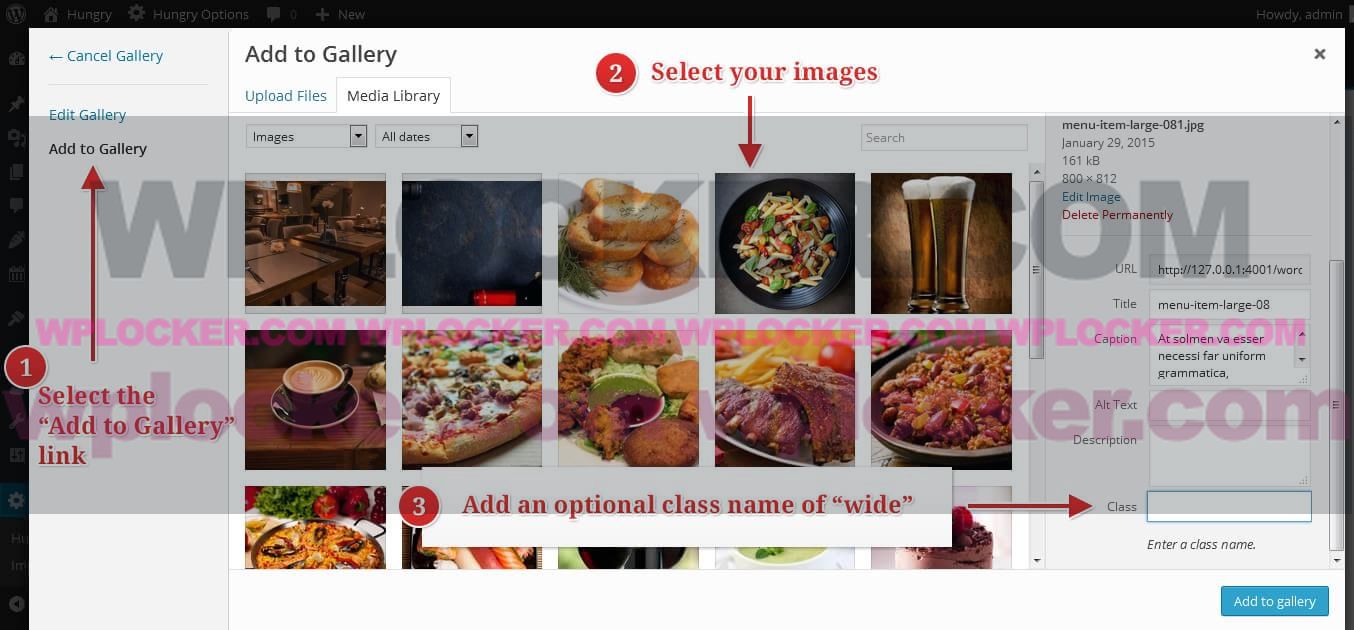 Hungry
Hungry Options
0
New
Howdy, admin
← Cancel Gallery
Edit Gallery
Add to Gallery
Add to Gallery
Upload Files
Media Library
2
Select your images
Images
All dates
Search
1
Select the
“Add to Gallery”
link
3
Add an optional class name of “wide”
menu-item-large-081.jpg
January 29, 2015
161 kB
800 × 812
Edit Image
Delete Permanently
URL
http://127.0.0.1:4001/word
Title
menu-item-large-08
Caption
At solmen va esser
necessi far uniform
grammatica,
Alt Text
Description
Class
Enter a class name.
Add to gallery
WPLOCKER.COM
WPLOCKER.COM WPLOCKER.COM WPLOCKER.COM WPLOCKER.COM
wplocker.com wplocker.com